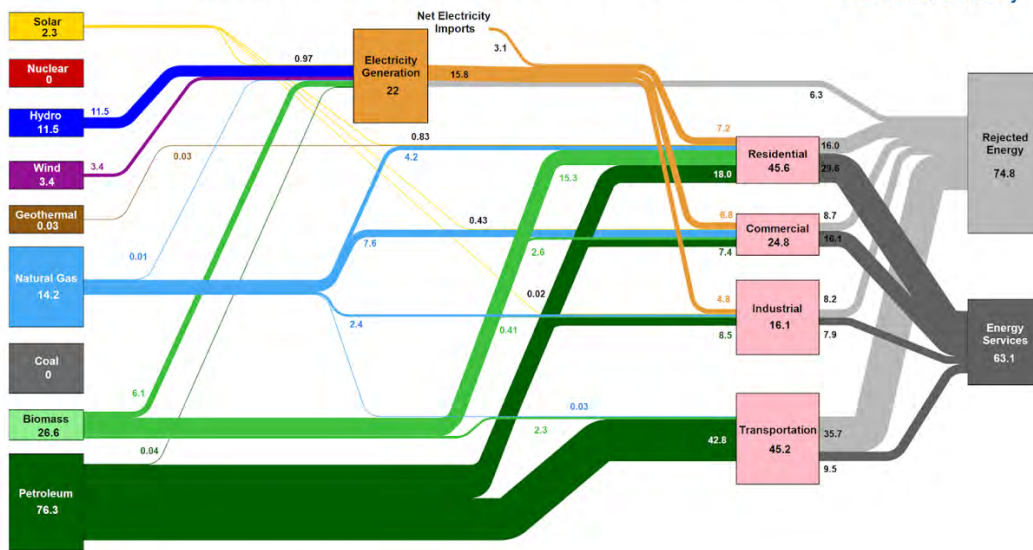 Solar
2.3
Nuclear
0
Hydro
11.5
Wind
3.4
Geothermal
0.03
Natural Gas
14.2
Coal
0
Biomass
26.6
Petroleum
76.3
11.5
3.4
0.03
0.01
6.1
0.04
0.97
Electricity
Generation
22
Net Electricity
Imports
3.1
15.8
6.3
0.83
4.2
15.3
0.43
7.6
2.6
0.02
2.4
0.41
0.03
2.3
7.2
18.0
Residential
45.6
16.0
29.6
6.8
7.4
Commercial
24.8
8.7
16.1
4.8
8.5
Industrial
16.1
8.2
7.9
42.8
Transportation
45.2
35.7
9.5
Rejected
Energy
74.8
Energy
Services
63.1